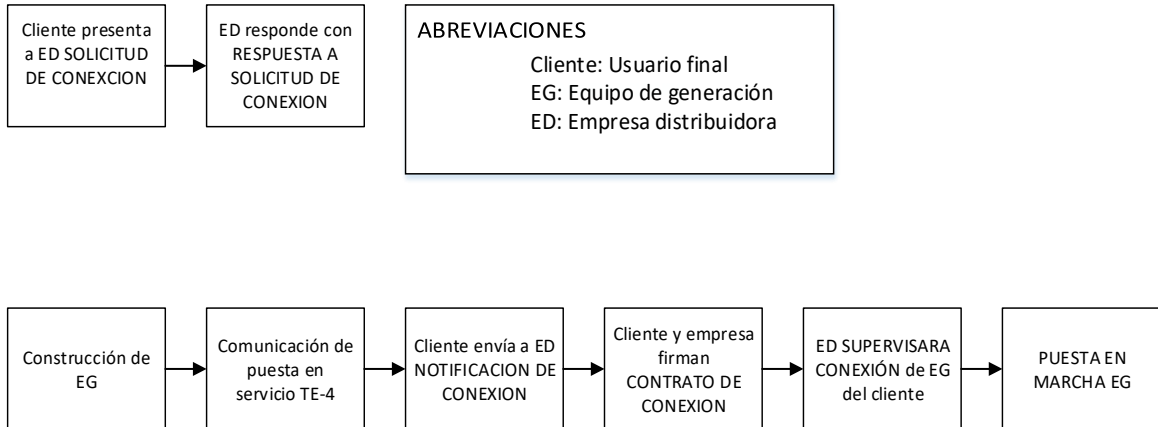 Cliente presenta
a ED SOLICITUD
DE CONEXCION
ED responde con
RESPUESTA A
SOLICITUD DE
CONEXION
ABREVIACIONES
Cliente: Usuario final
EG: Equipo de generación
ED: Empresa distribuidora
Construcción de
EG
Comunicación de
puesta en
servicio TE-4
Cliente envía a ED
NOTIFICACION DE
CONEXION
Cliente y empresa
firman
CONTRATO DE
CONEXION
ED SUPERVISARA
CONEXIÓN de EG
del cliente
PUESTA EN
MARCHA EG